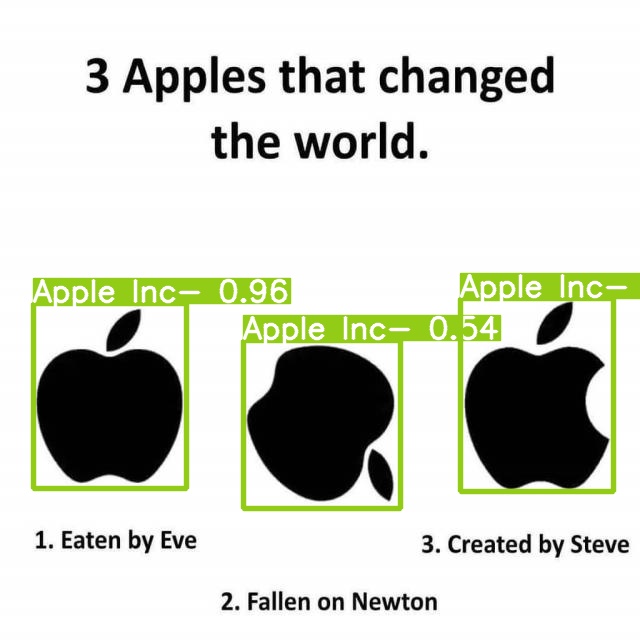 3 Apples that changed
the world.
Apple Inc– 0.96
Apple Inc– 0.54
Apple Inc–
1. Eaten by Eve
2. Fallen on Newton
3. Created by Steve